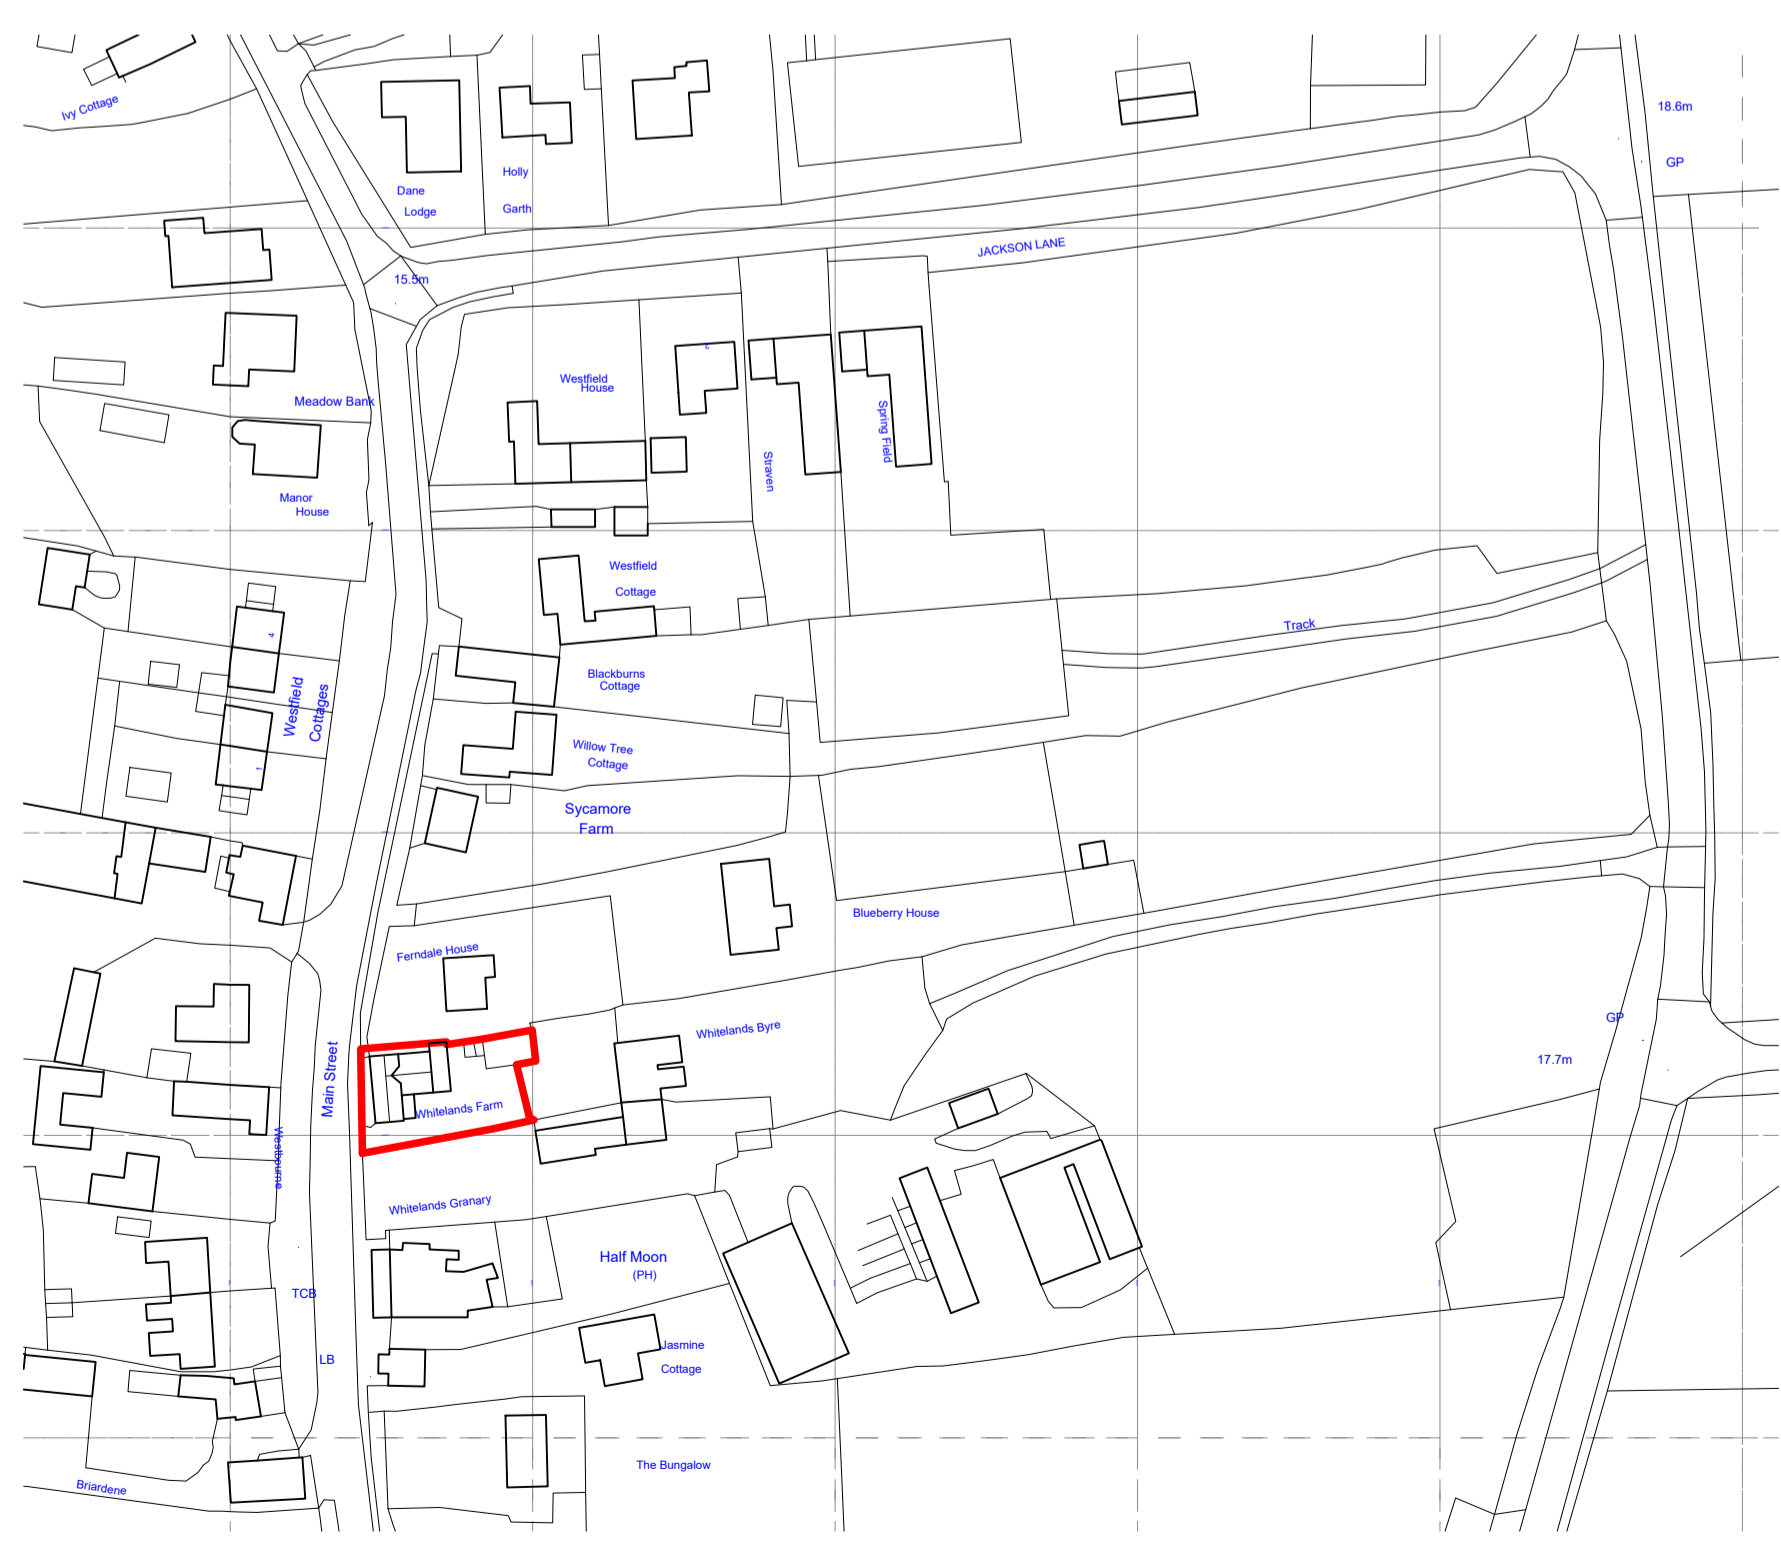 Ivy Cottage
18.6m
GP
Holly
Dane
Lodge
Garth
JACKSON LANE
15.5m
2
Westfield
House
Meadow Bank
Spring Field
Straven
Manor
House
Westfield
Cottage
Track
4
Blackburns
Cottage
Westfield
Cottages
Willow Tree
Cottage
1
Sycamore
Farm
Blueberry House
Ferndale House
GP
Whitelands Byre
17.7m
Main Street
Whitelands Farm
Westbourne
Whitelands Granary
Half Moon
(PH)
TCB
Jasmine
Cottage
LB
The Bungalow
Briardene